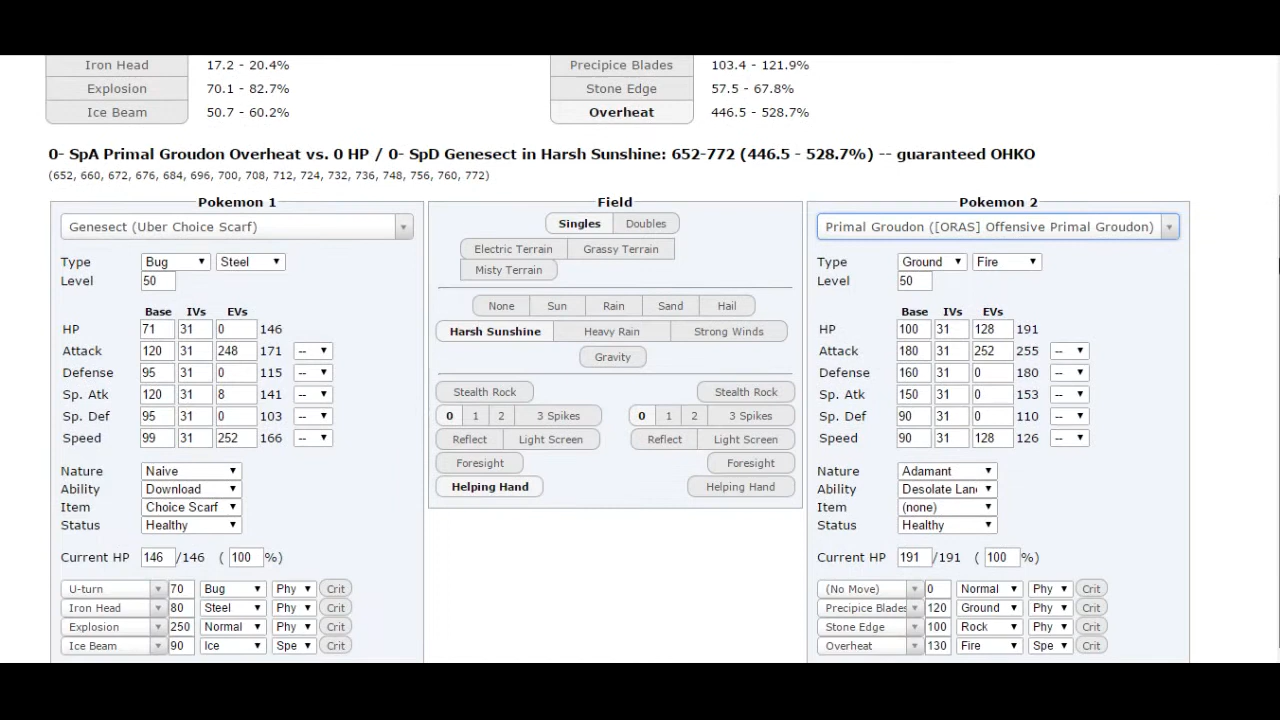 Iron Head 17.2 - 20.4% Precipice Blades 103.4 - 121.9%
Explosion 70.1 - 82.7% Stone Edge 57.5 - 67.8%
Ice Beam 50.7 - 60.2% Overheat 446.5 - 528.7%
0- SpA Primal Groudon Overheat vs. 0 HP / 0- SpD Genesect in Harsh Sunshine: 652-772 (446.5 - 528.7%) -- guaranteed OHKO
(652, 660, 672, 676, 684, 696, 700, 708, 712, 724, 732, 736, 748, 756, 760, 772)
Pokemon 1
Genesect (Uber Choice Scarf)
Type Bug Steel
Level 50
Base IVs EVs
HP 71 31 0 146
Attack 120 31 248 171 --
Defense 95 31 0 115 --
Sp. Atk 120 31 8 141 --
Sp. Def 95 31 0 103 --
Speed 99 31 252 166 --
Nature Naive
Ability Download
Item Choice Scarf
Status Healthy
Current HP 146 /146 ( 100 %)
U-turn 70 Bug Phy Crit
Iron Head 80 Steel Phy Crit
Explosion 250 Normal Phy Crit
Ice Beam 90 Ice Spe Crit
Field
Singles Doubles
Electric Terrain Grassy Terrain
Misty Terrain
None Sun Rain Sand Hail
Harsh Sunshine Heavy Rain Strong Winds
Gravity
Stealth Rock Stealth Rock
0 1 2 3 Spikes 0 1 2 3 Spikes
Reflect Light Screen Reflect Light Screen
Foresight Foresight
Helping Hand Helping Hand
Pokemon 2
Primal Groudon ([ORAS] Offensive Primal Groudon)
Type Ground Fire
Level 50
Base IVs EVs
HP 100 31 128 191
Attack 180 31 252 255 --
Defense 160 31 0 180 --
Sp. Atk 150 31 0 153 --
Sp. Def 90 31 0 110 --
Speed 90 31 128 126 --
Nature Adamant
Ability Desolate Lan
Item (none)
Status Healthy
Current HP 191 /191 ( 100 %)
(No Move) 0 Normal Phy Crit
Precipice Blades 120 Ground Phy Crit
Stone Edge 100 Rock Phy Crit
Overheat 130 Fire Spe Crit